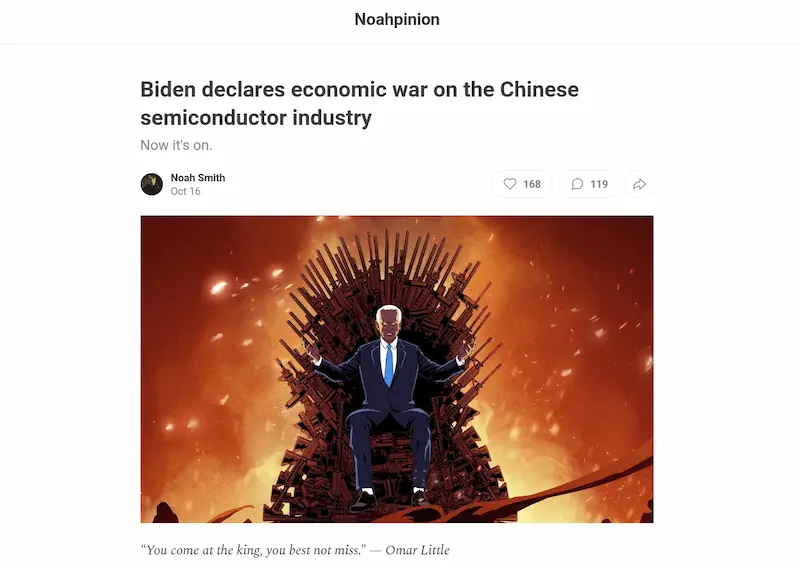 Noahpinion
Biden declares economic war on the Chinese
semiconductor industry
Now it's on.
Noah Smith
Oct 16
168
119
“You come at the king, you best not miss.” — Omar Little